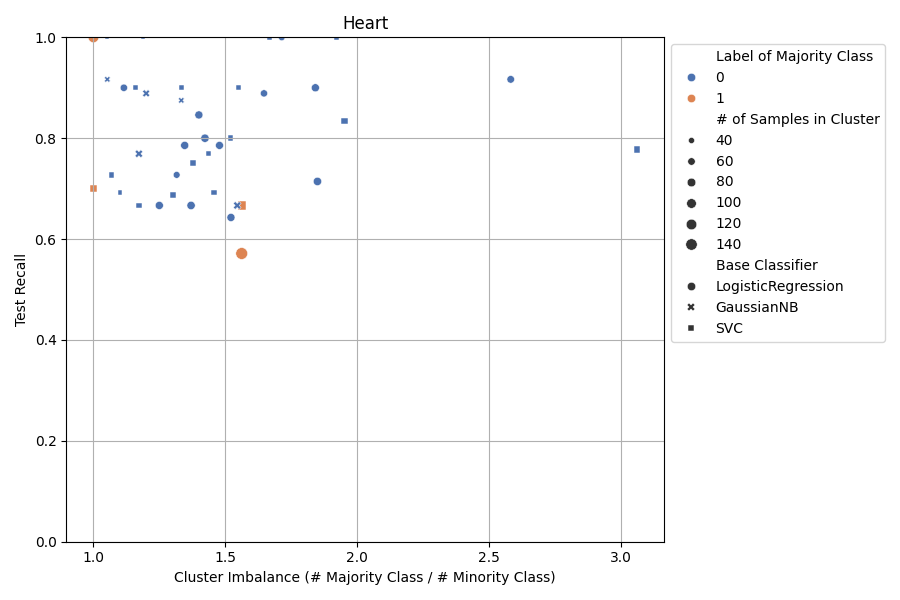 Heart
1.0
0.8
0.6
0.4
0.2
0.0
Test Recall
1.0
1.5
2.0
2.5
3.0
Cluster Imbalance (# Majority Class / # Minority Class)
Label of Majority Class
0
1
# of Samples in Cluster
40
60
80
100
120
140
Base Classifier
LogisticRegression
GaussianNB
SVC